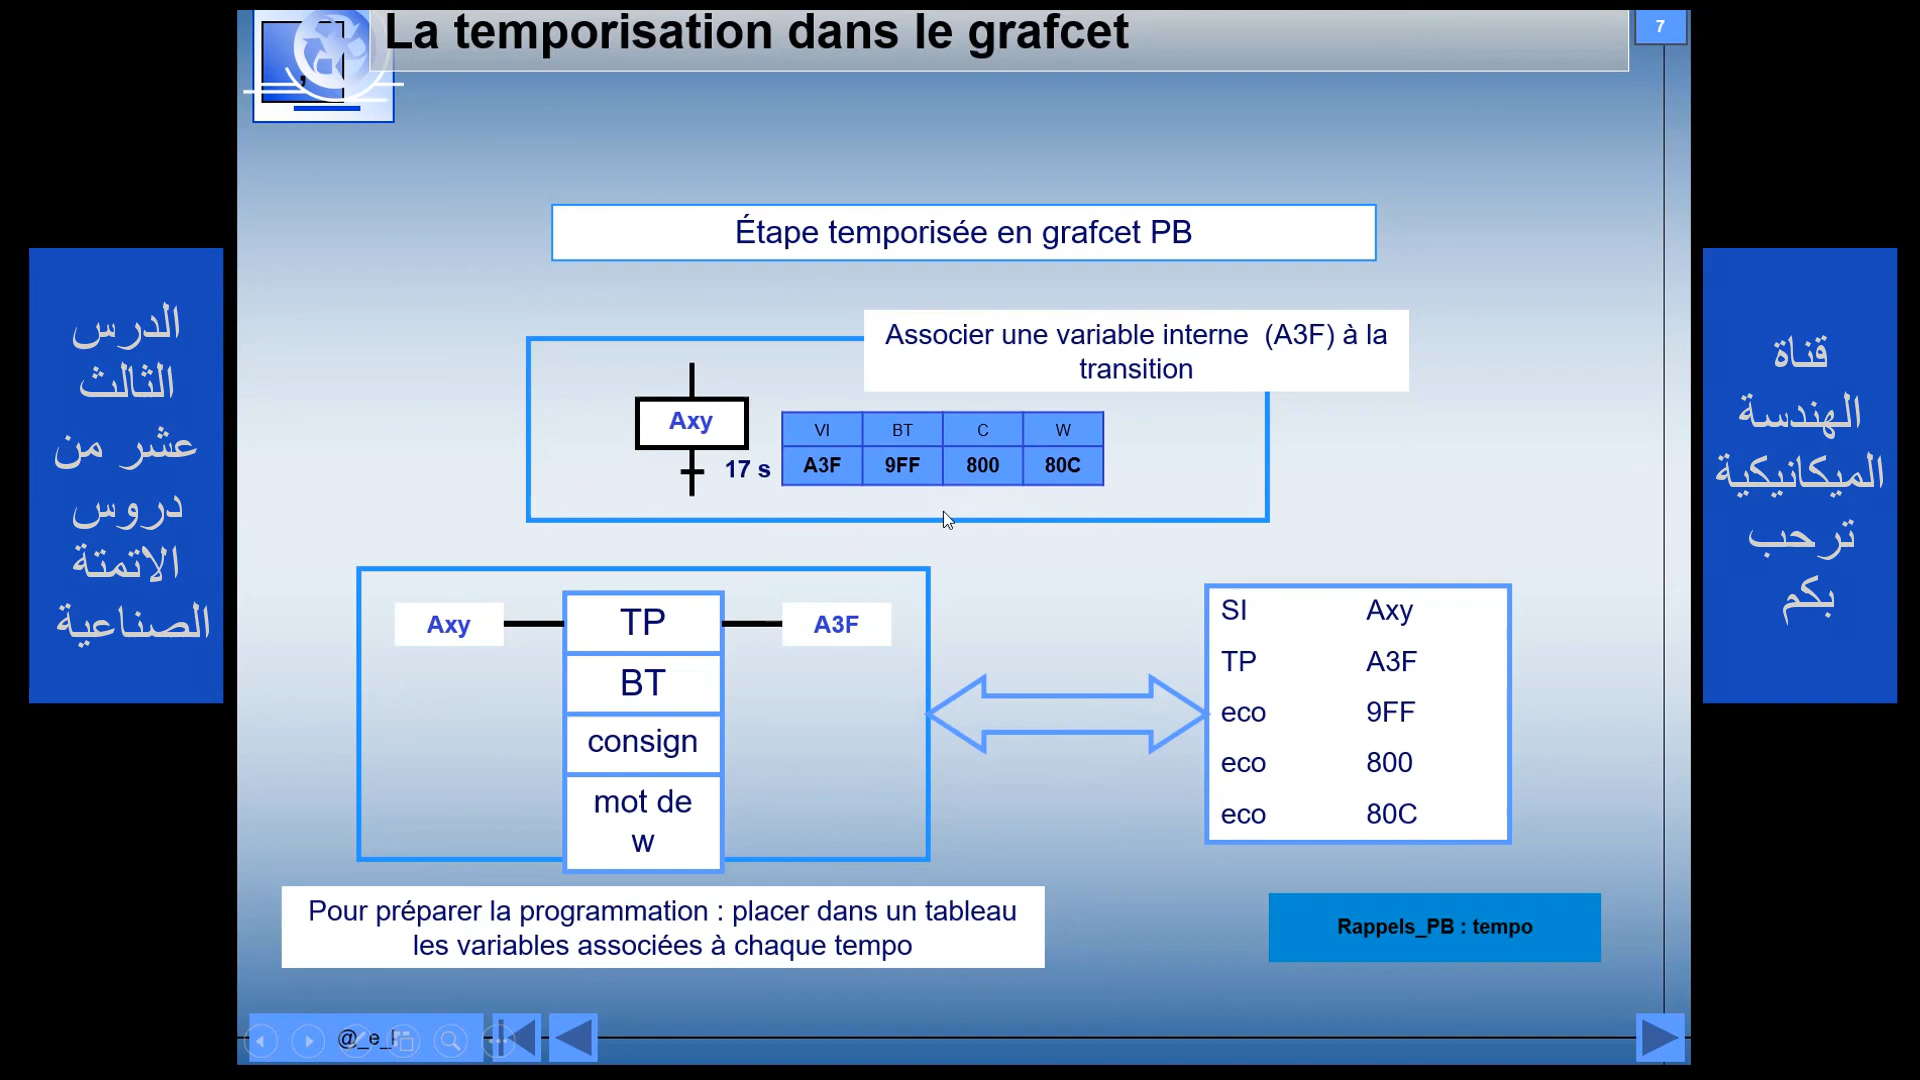 La temporisation dans le grafcet
7
Étape temporisée en grafcet PB
Associer une variable interne (A3F) à la
transition
Axy
17 s
VI BT C W
A3F 9FF 800 80C
Axy TP A3F
BT
consign
mot de
w
SI Axy
TP A3F
eco 9FF
eco 800
eco 80C
Pour préparer la programmation : placer dans un tableau
les variables associées à chaque tempo
Rappels_PB : tempo
الدرس
الثالث
عشر من
دروس
الاتمتة
الصناعية
قناة
الهندسة
الميكانيكية
ترحب
بكم